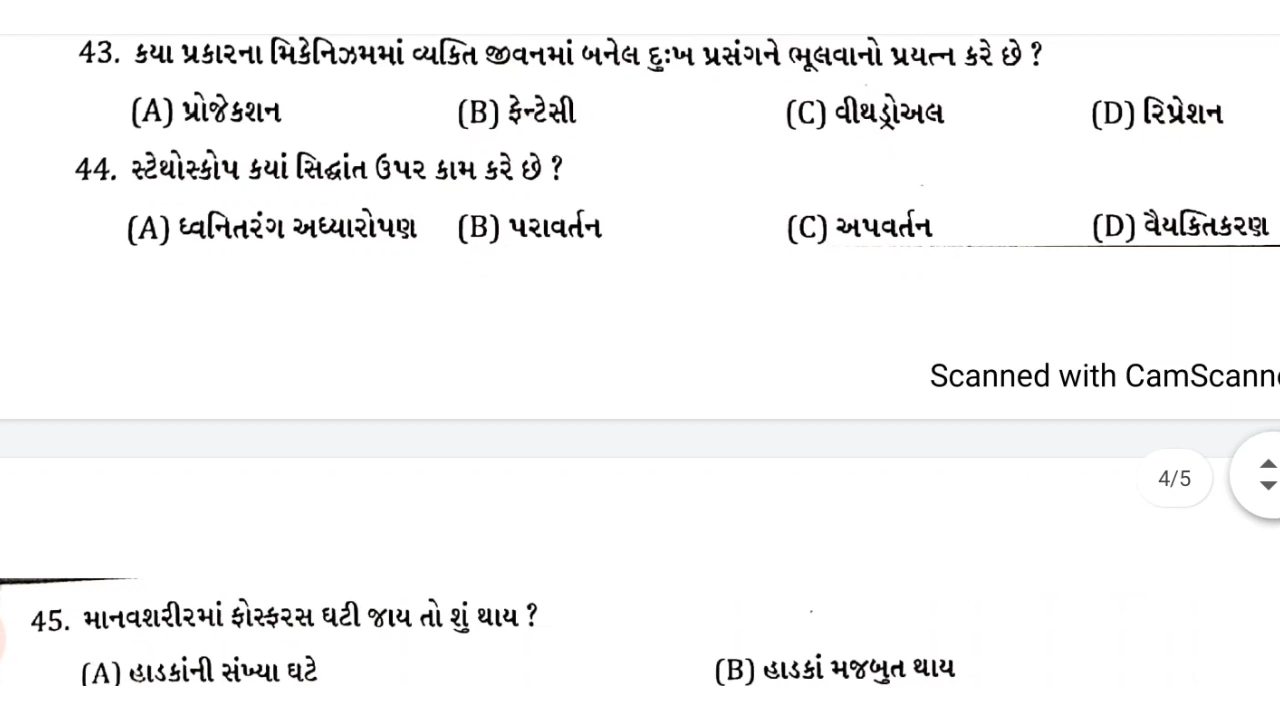 43. કયા પ્રકારના મિકેનિઝમમાં વ્યક્તિ જીવનમાં બનેલ દુઃખ પ્રસંગને ભૂલવાનો પ્રયત્ન કરે છે ?
(A) પ્રોજેકશન (B) ફેન્ટેસી (C) વીથડ્રોઅલ (D) રિપ્રેશન
44. સ્ટેથોસ્કોપ કયાં સિદ્ધાંત ઉપર કામ કરે છે ?
(A) ધ્વનિતરંગ અધ્યારોપણ (B) પરાવર્તન (C) અપવર્તન (D) વૈયક્તિકરણ
Scanned with CamScann
4/5
45. માનવશરીરમાં ફોસ્ફરસ ઘટી જાય તો શું થાય ?
(A) હાડકાંની સંખ્યા ઘટે (B) હાડકાં મજબુત થાય